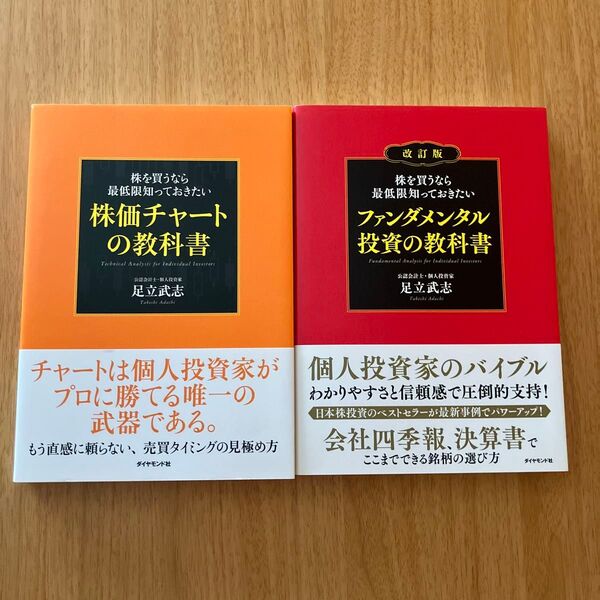 株を買うなら
最低限知っておきたい
株価チャート
の教科書
Technical Analysis for Individual Investors
公認会計士・個人投資家
足立武志
Takeshi Adachi
チャートは個人投資家が
プロに勝てる唯一の
武器である。
もう直感に頼らない、売買タイミングの見極め方
ダイヤモンド社
改訂版
株を買うなら
最低限知っておきたい
ファンダメンタル
投資の教科書
Fundamental Analysis for Individual Investors
公認会計士・個人投資家
足立武志
Takeshi Adachi
個人投資家のバイブル
わかりやすさと信頼感で圧倒的支持!
日本株投資のベストセラーが最新事例でパワーアップ!
会社四季報、決算書で
ここまでできる銘柄の選び方
ダイヤモンド社